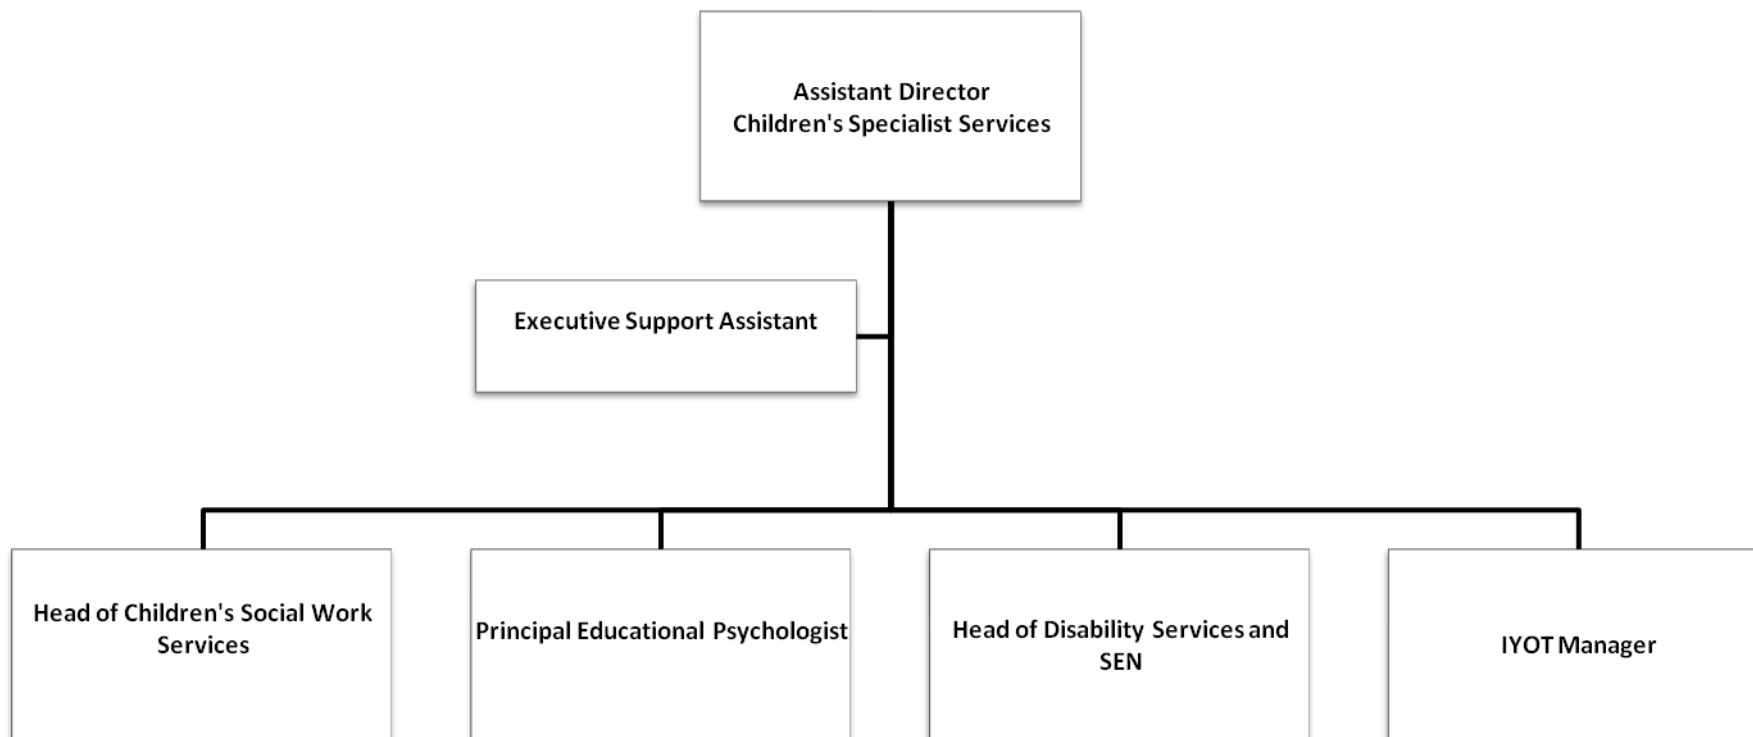 Assistant Director
Children's Specialist Services
Executive Support Assistant
Head of Children's Social Work
Services
Principal Educational Psychologist
Head of Disability Services and
SEN
IYOT Manager